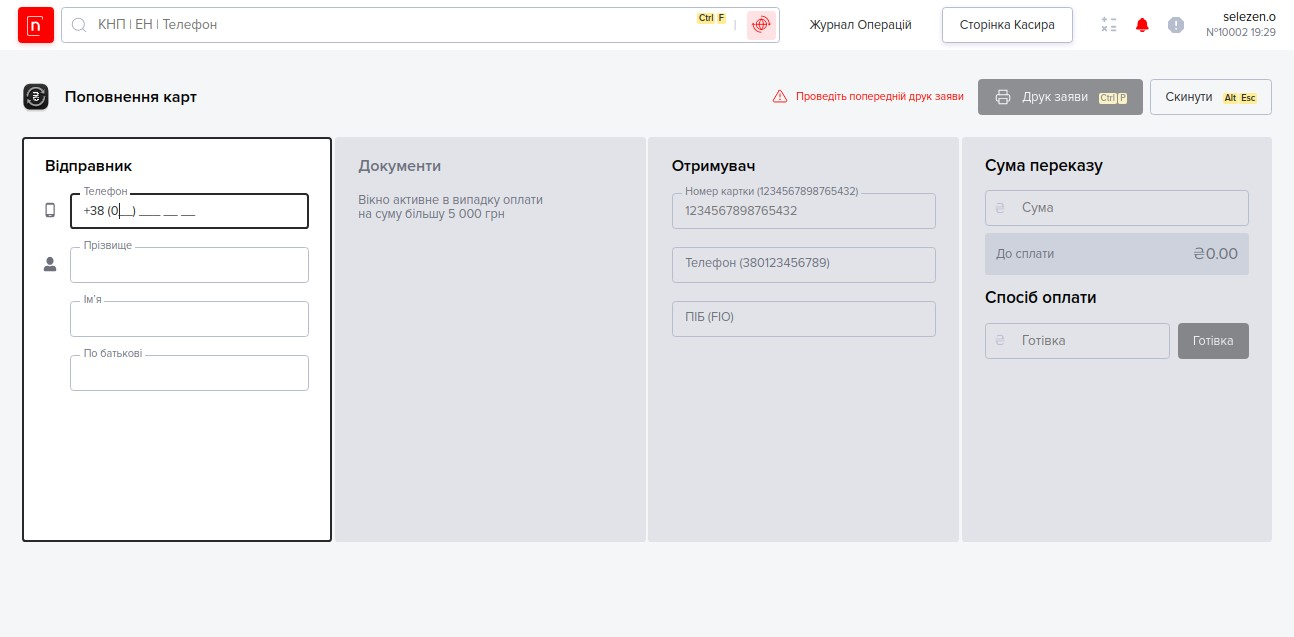 n
КНП | ЕН | Телефон
Ctrl F
Журнал Операцій
Сторінка Касира
selezen.o
№10002 19:29
Поповнення карт
Проведіть попередній друк заяви
Друк заяви Ctrl P
Скинути Alt Esc
Відправник
Телефон
+38 (0__) ___ __ __
Прізвище
Ім'я
По батькові
Документи
Вікно активне в випадку оплати
на суму більшу 5 000 грн
Отримувач
Номер картки (1234567898765432)
1234567898765432
Телефон (380123456789)
ПІБ (FIO)
Сума переказу
₴ Сума
До сплати ₴0.00
Спосіб оплати
₴ Готівка
Готівка